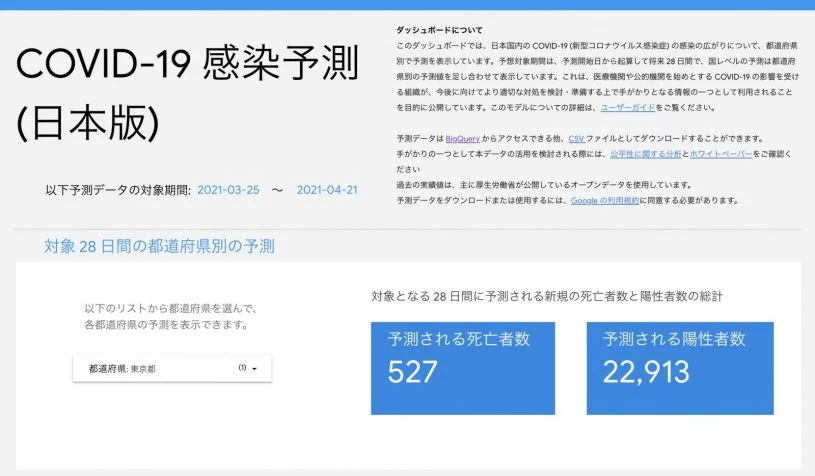 COVID-19 感染予測
(日本版)
以下予測データの対象期間: 2021-03-25 ～ 2021-04-21
ダッシュボードについて
このダッシュボードでは、日本国内の COVID-19 (新型コロナウイルス感染症) の感染の広がりについて、都道府県
別で予測を表示しています。予想対象期間は、予測開始日から起算して将来 28 日間で、国レベルの予測は都道府
県別の予測値を足し合わせて表示しています。これは、医療機関や公的機関を始めとする COVID-19 の影響を受け
る組織が、今後に向けてより適切な対処を検討・準備する上で手がかりとなる情報の一つとして利用されること
を目的に公開しています。このモデルについての詳細は、ユーザーガイドをご覧ください。
予測データは BigQuery からアクセスできる他、CSV ファイルとしてダウンロードすることができます。
手がかりの一つとして本データの活用を検討される際には、公平性に関する分析とホワイトペーパーをご確認くだ
さい
過去の実績値は、主に厚生労働省が公開しているオープンデータを使用しています。
予測データをダウンロードまたは使用するには、Google の利用規約に同意する必要があります。
対象 28 日間の都道府県別の予測
以下のリストから都道府県を選んで、
各都道府県の予測を表示できます。
都道府県: 東京都 (1)
対象となる 28 日間に予測される新規の死亡者数と陽性者数の総計
予測される死亡者数
527
予測される陽性者数
22,913